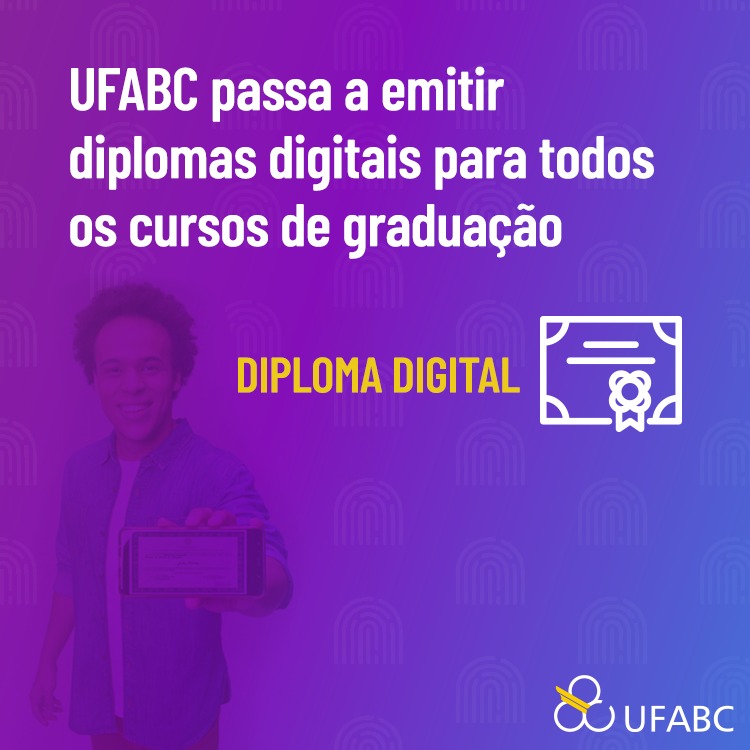 UFABC passa a emitir
diplomas digitais para todos
os cursos de graduação
DIPLOMA DIGITAL
UFABC